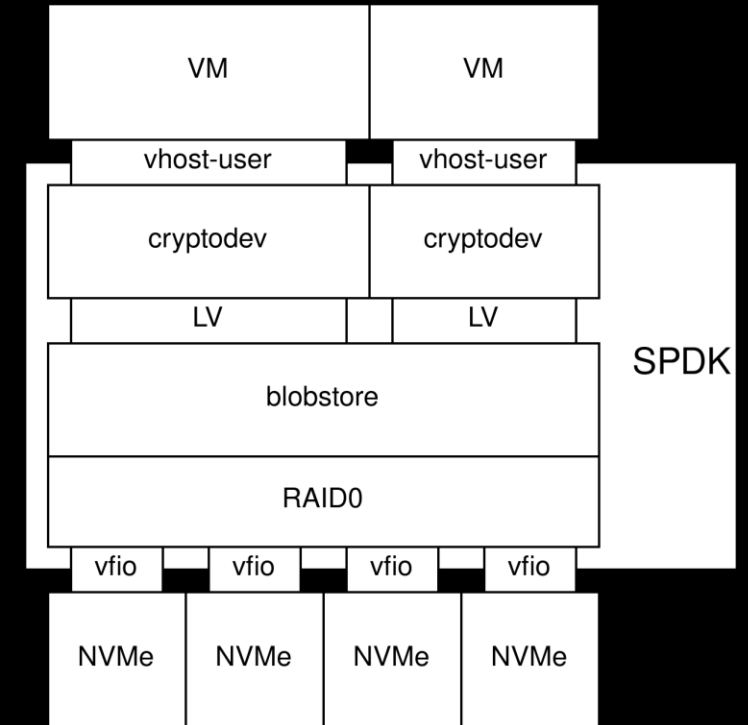 VM VM
vhost-user vhost-user
cryptodev cryptodev
LV LV
SPDK
blobstore
RAID0
vfio vfio vfio vfio
NVMe NVMe NVMe NVMe